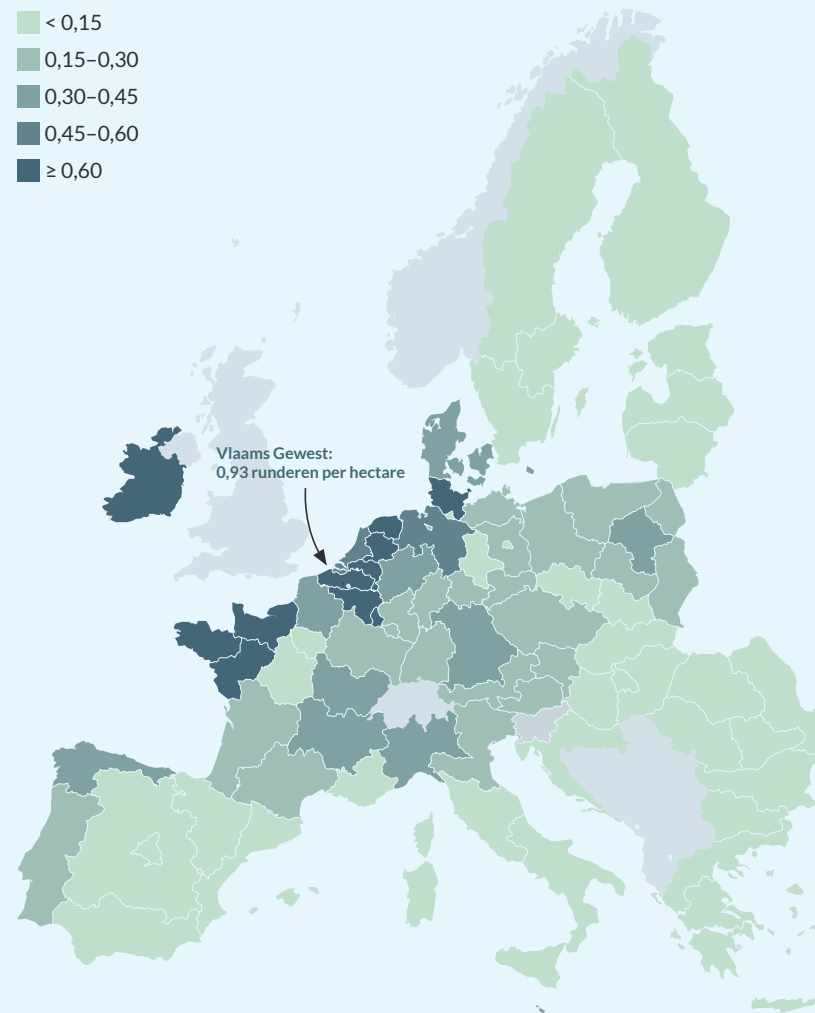 < 0,15
0,15–0,30
0,30–0,45
0,45–0,60
≥ 0,60
Vlaams Gewest:
0,93 runderen per hectare